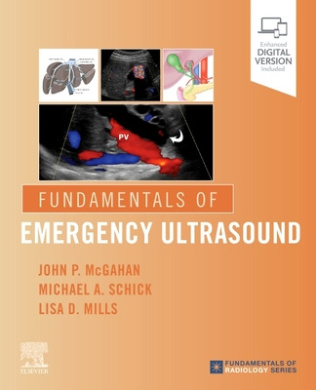 Enhanced
DIGITAL
VERSION
Included
PV
FUNDAMENTALS OF
EMERGENCY ULTRASOUND
JOHN P. McGAHAN
MICHAEL A. SCHICK
LISA D. MILLS
ELSEVIER
FUNDAMENTALS OF
RADIOLOGY SERIES